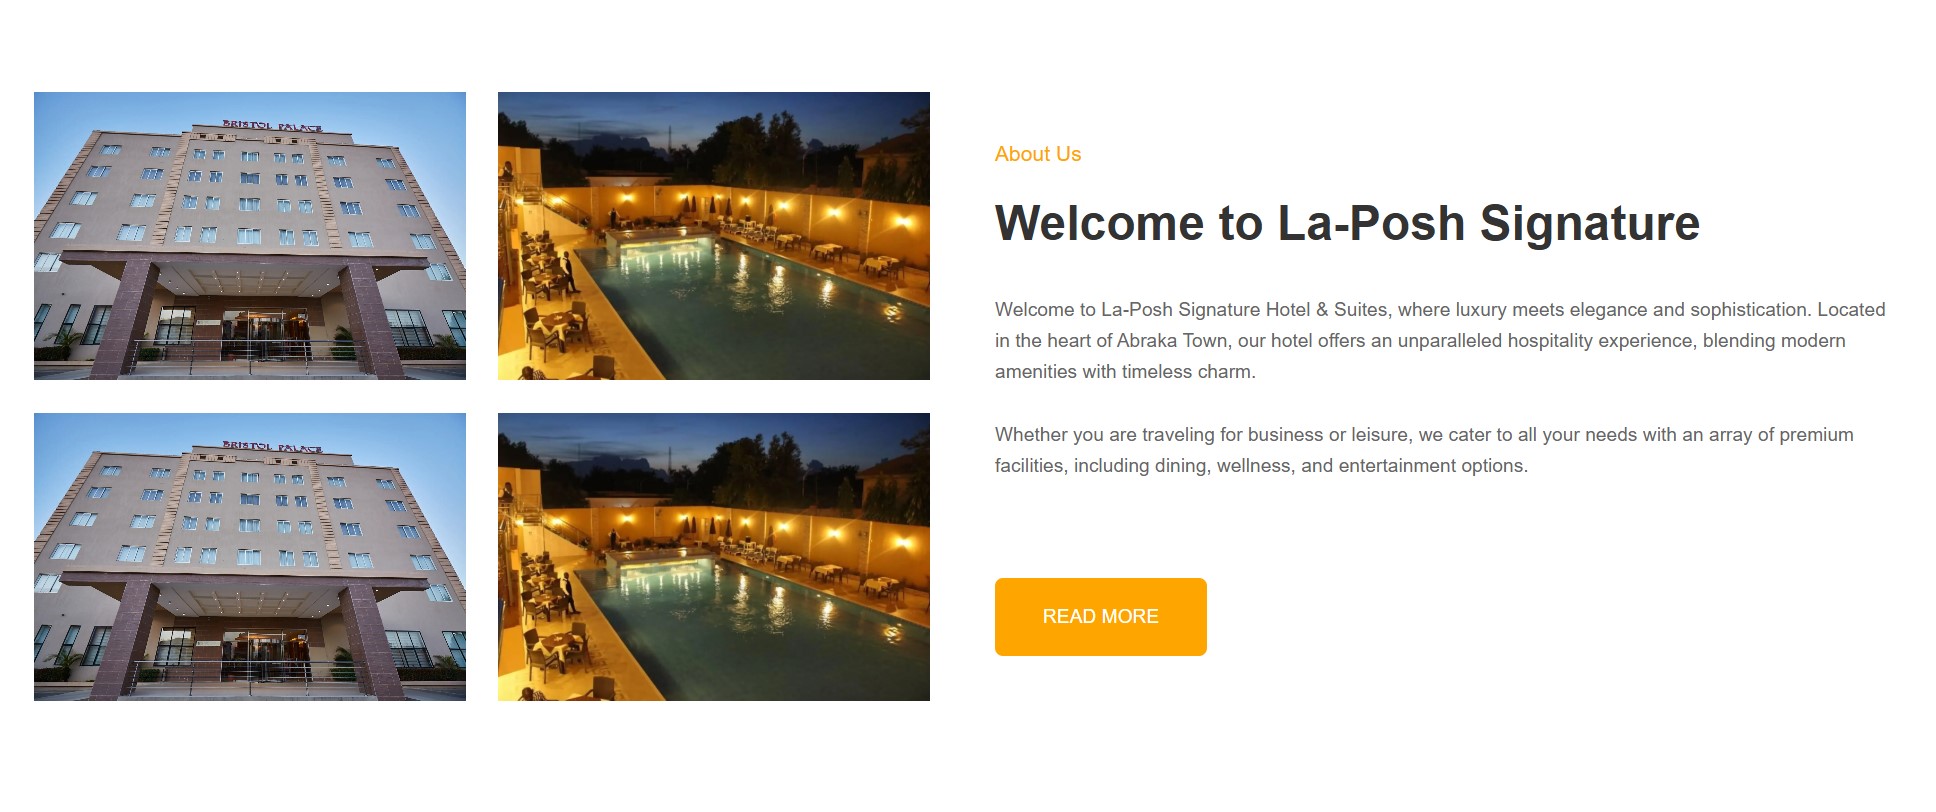 BRISTOL PALACE
BRISTOL PALACE
About Us
Welcome to La-Posh Signature
Welcome to La-Posh Signature Hotel & Suites, where luxury meets elegance and sophistication. Located
in the heart of Abraka Town, our hotel offers an unparalleled hospitality experience, blending modern
amenities with timeless charm.
Whether you are traveling for business or leisure, we cater to all your needs with an array of premium
facilities, including dining, wellness, and entertainment options.
READ MORE